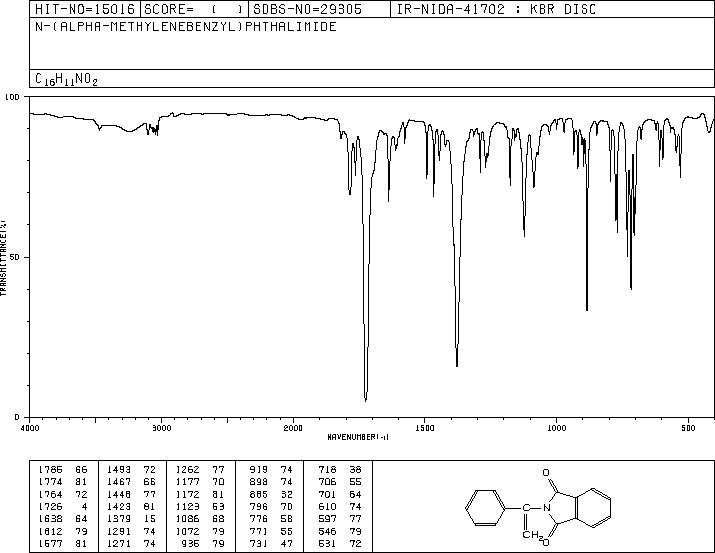 HIT-NO=15016 SCORE= ( ) SDBS-NO=29305 IR-NIDA-41702 : KBR DISC
N-(ALPHA-METHYLENEBENZYL)PHTHALIMIDE
C16H11NO2
100
50
0
TRANSMITTANCE(%)
4000 3000 2000 1500 1000 500
WAVENUMBER(-1)
1785 66 1493 72 1262 77 919 74 718 38
1774 81 1467 66 1177 70 898 74 706 55
1764 72 1448 77 1172 81 885 32 701 64
1726 4 1423 81 1123 53 796 70 610 74
1638 64 1379 15 1086 68 776 58 597 77
1612 79 1291 74 1072 79 771 55 546 79
1577 81 1271 74 936 79 731 47 531 72
O
C N
CH2
O